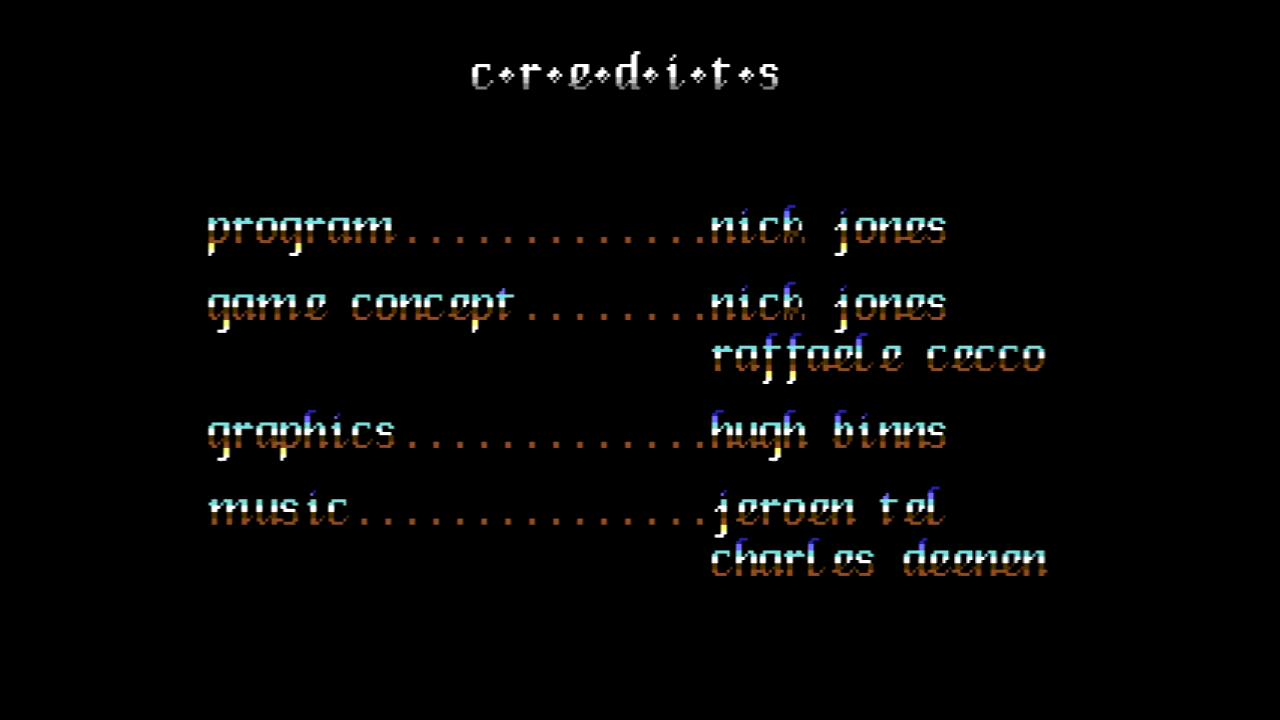 c•r•e•d•i•t•s
program.............nick jones
game concept........nick jones
raffaele cecco
graphics.............hugh binns
music...............jeroen tel
charles deenen